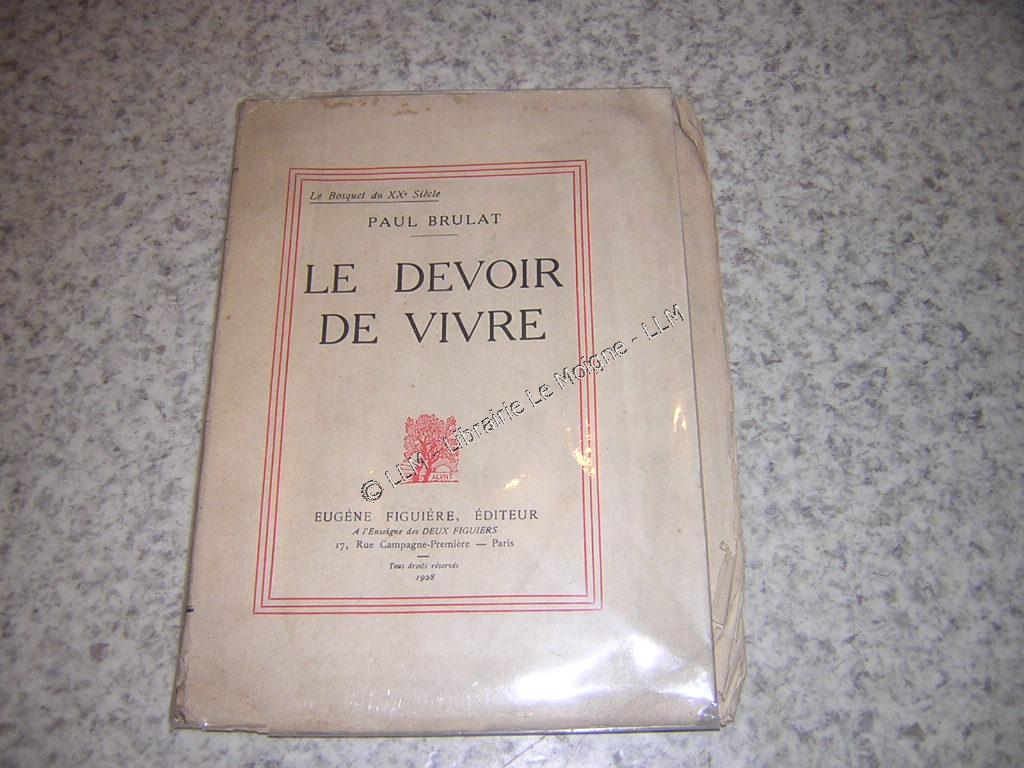 Le Bosquet du XXe Siècle
PAUL BRULAT
LE DEVOIR
DE VIVRE
ALVNT
EUGÈNE FIGUIÈRE, ÉDITEUR
A l'Enseigne des DEUX FIGUIERS
17, Rue Campagne-Première — Paris
Tous droits réservés
1928
© LLM - Librairie Le Moigne - LLM